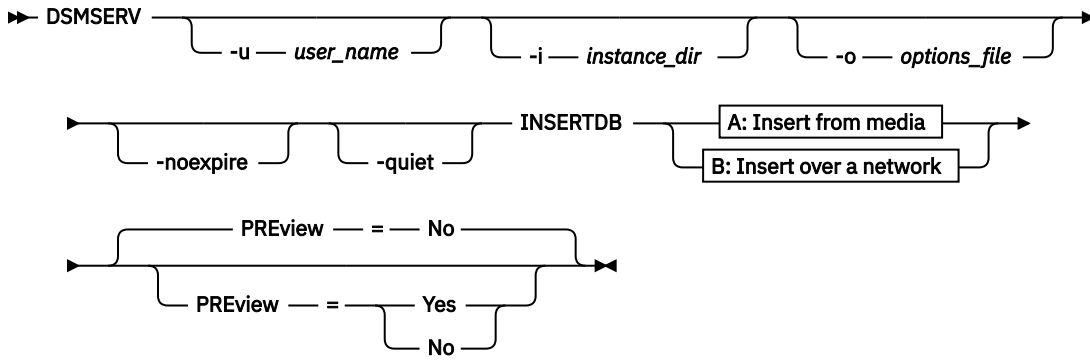 DSMSERV
-u user_name
-i instance_dir
-o options_file
-noexpire
-quiet
INSERTDB
A: Insert from media
B: Insert over a network
PREview = No
PREview = Yes
No